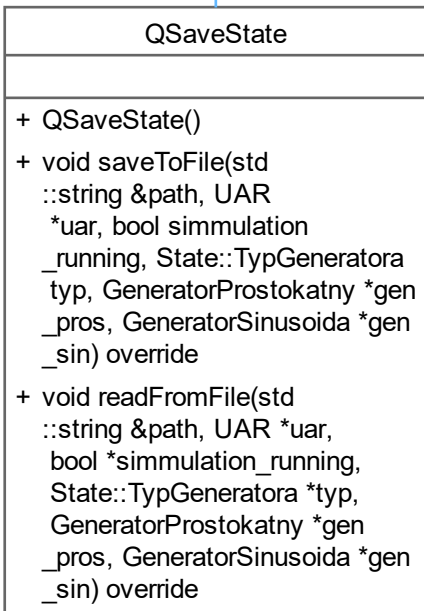 QSaveState
+ QSaveState()
+ void saveToFile(std
::string &path, UAR
*uar, bool simmulation
_running, State::TypGeneratora
typ, GeneratorProstokatny *gen
_pros, GeneratorSinusoida *gen
_sin) override
+ void readFromFile(std
::string &path, UAR *uar,
bool *simmulation_running,
State::TypGeneratora *typ,
GeneratorProstokatny *gen
_pros, GeneratorSinusoida *gen
_sin) override